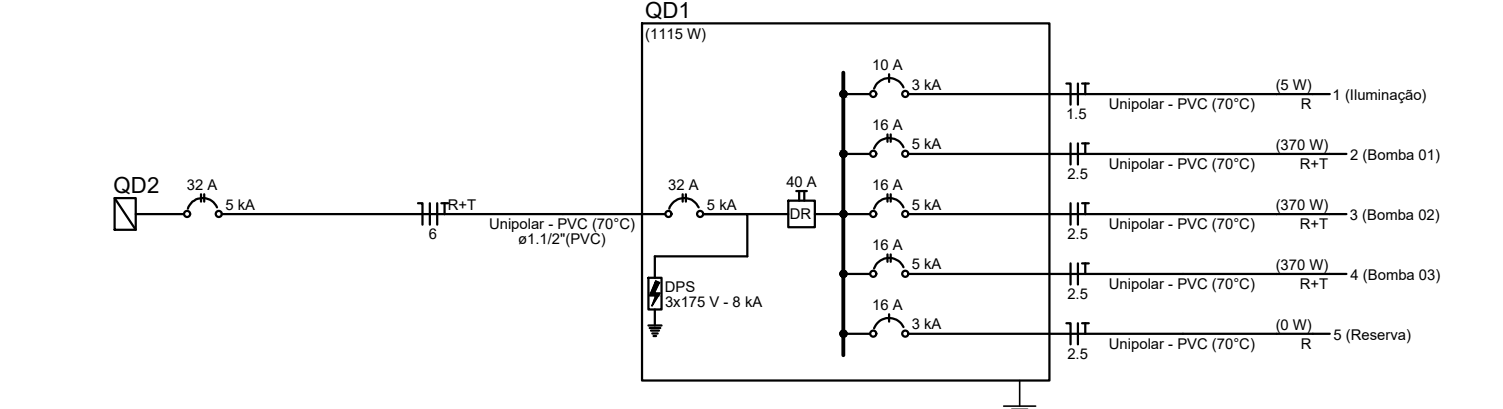 QD1
(1115 W)
10 A
3 kA
1.5
Unipolar - PVC (70°C)
(5 W)
R
1 (Iluminação)
16 A
5 kA
2.5
Unipolar - PVC (70°C)
(370 W)
R+T
2 (Bomba 01)
QD2
32 A
5 kA
R+T
6
Unipolar - PVC (70°C)
ø1.1/2"(PVC)
32 A
5 kA
40 A
DR
16 A
5 kA
2.5
Unipolar - PVC (70°C)
(370 W)
R+T
3 (Bomba 02)
DPS
3x175 V - 8 kA
16 A
5 kA
2.5
Unipolar - PVC (70°C)
(370 W)
R+T
4 (Bomba 03)
16 A
3 kA
2.5
Unipolar - PVC (70°C)
(0 W)
R
5 (Reserva)